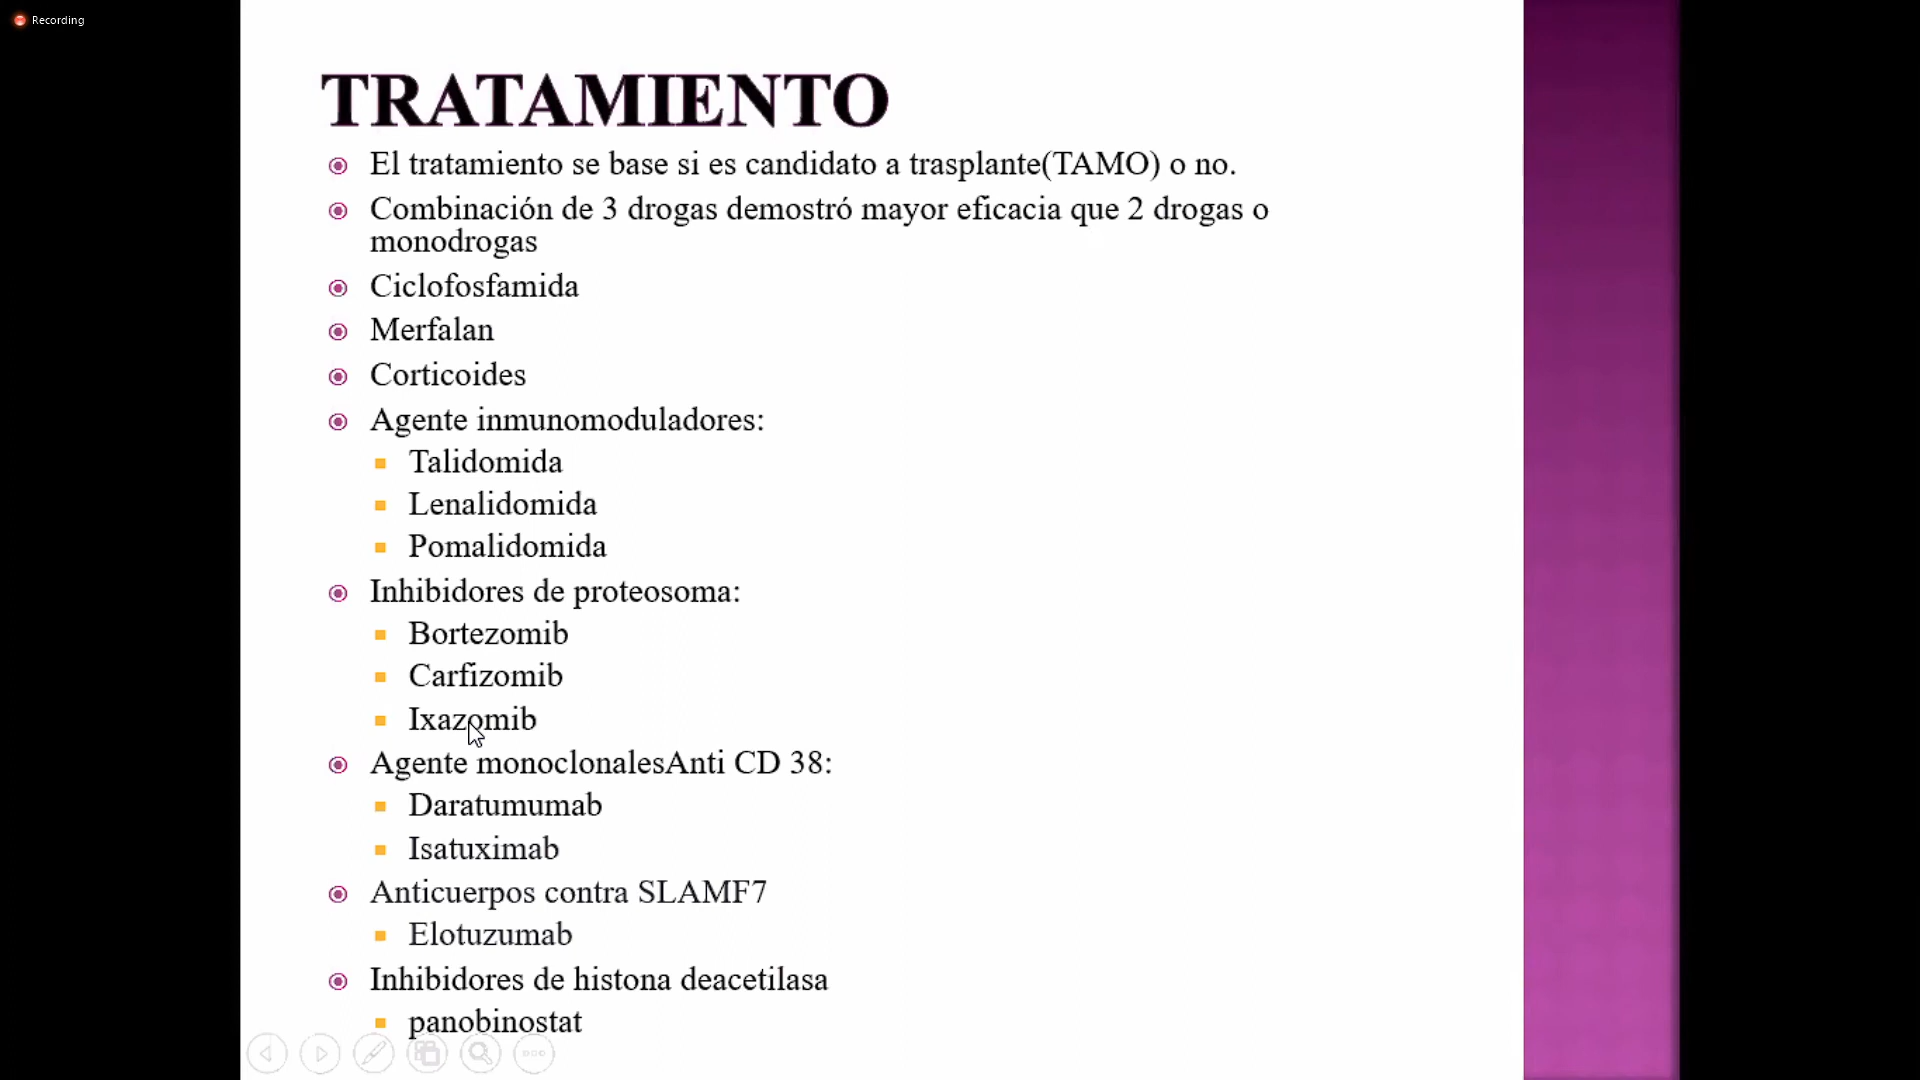 Recording
TRATAMIENTO
El tratamiento se base si es candidato a trasplante(TAMO) o no.
Combinación de 3 drogas demostró mayor eficacia que 2 drogas o
monodrogas
Ciclofosfamida
Merfalan
Corticoides
Agente inmunomoduladores:
Talidomida
Lenalidomida
Pomalidomida
Inhibidores de proteosoma:
Bortezomib
Carfizomib
Ixazomib
Agente monoclonalesAnti CD 38:
Daratumumab
Isatuximab
Anticuerpos contra SLAMF7
Elotuzumab
Inhibidores de histona deacetilasa
panobinostat